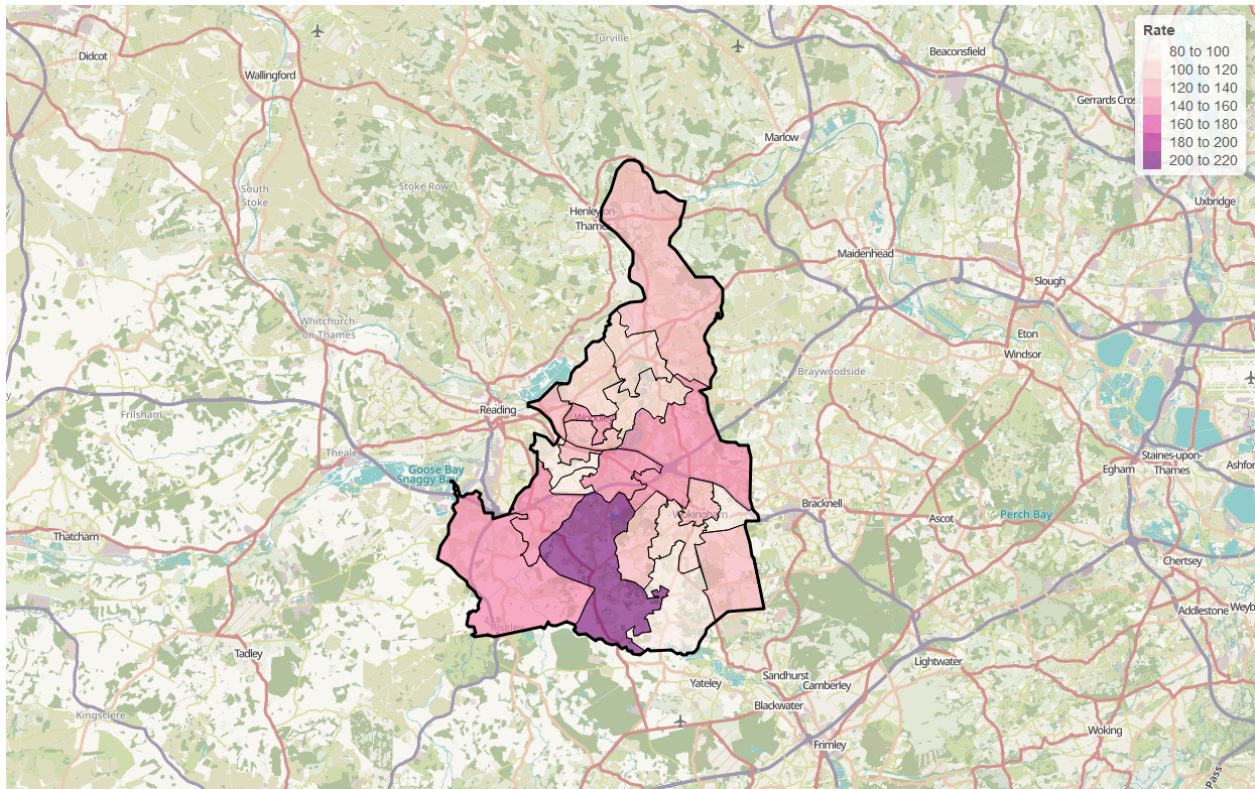 Rate
80 to 100
100 to 120
120 to 140
140 to 160
160 to 180
180 to 200
200 to 220
Turville
Beaconsfield
Didcot
Wallingford
Gerrards Cross
Marlow
Stoke Row
South
Stoke
Uxbridge
Henley-on-
Thames
Maidenhead
Slough
Whitchurch-
on Thames
Eton
Windsor
Braywoodside
Reading
Frilsham
Theale
Goose Bay
Snaggy Bay
Staines-upon-
Thames
Egham
Ashfor
Wokingham
Bracknell
Ascot
Perch Bay
Thatcham
Chertsey
Addlestone
Weyb
Riseley
Tadley
Lightwater
Yateley
Sandhurst
Camberley
Blackwater
Kingsclere
Frimley
Woking
Pass